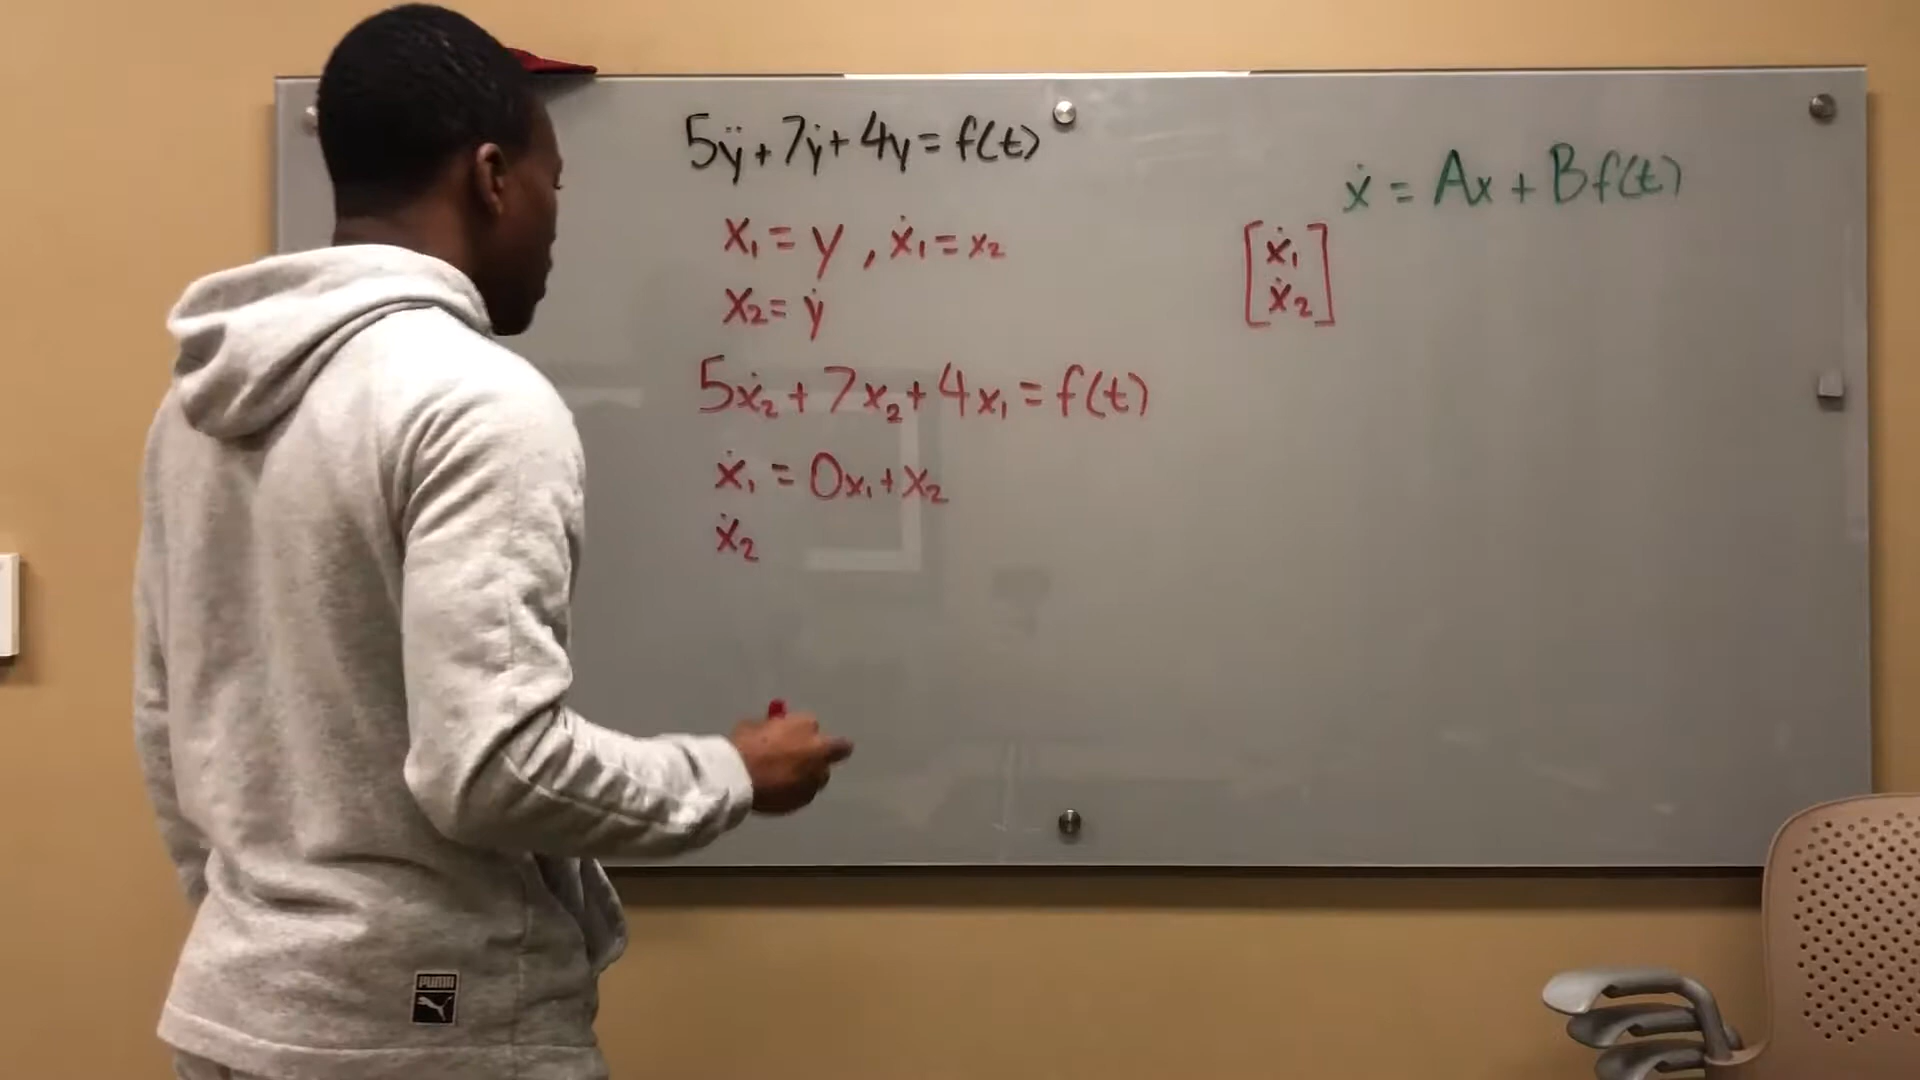 5ÿ + 7ẏ + 4y = f(t)
x₁ = y , ẋ₁ = x₂
x₂ = ẏ
5ẋ₂ + 7x₂ + 4x₁ = f(t)
ẋ₁ = 0x₁ + x₂
ẋ₂
ẋ = Ax + Bf(t)
[ẋ₁
ẋ₂]
PUMA